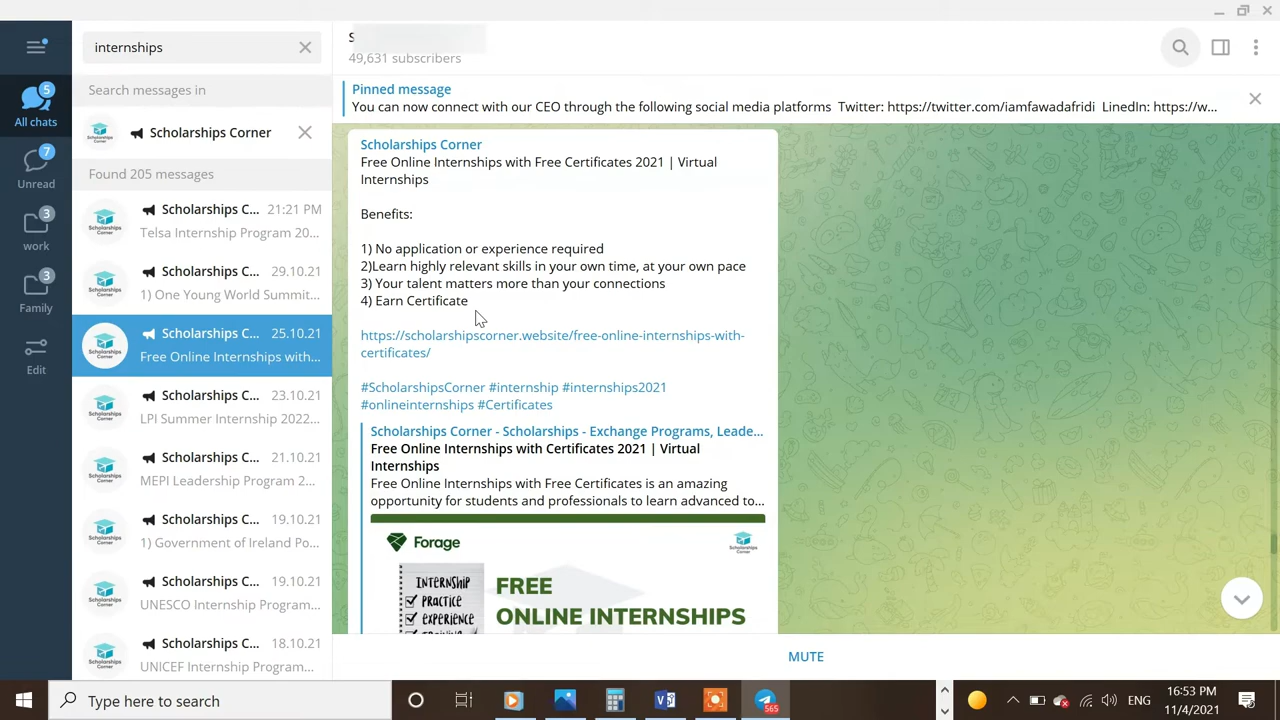 internships
S
49,631 subscribers
5
All chats
7
Unread
3
work
3
Family
Edit
Search messages in
Scholarships Corner
Found 205 messages
Scholarships C... 21:21 PM
Telsa Internship Program 20...
Scholarships C... 29.10.21
1) One Young World Summit...
Scholarships C... 25.10.21
Free Online Internships with...
Scholarships C... 23.10.21
LPI Summer Internship 2022...
Scholarships C... 21.10.21
MEPI Leadership Program 2...
Scholarships C... 19.10.21
1) Government of Ireland Po...
Scholarships C... 19.10.21
UNESCO Internship Program...
Scholarships C... 18.10.21
UNICEF Internship Program...
Pinned message
You can now connect with our CEO through the following social media platforms Twitter: https://twitter.com/iamfawadafridi LinedIn: https://w...
Scholarships Corner
Free Online Internships with Free Certificates 2021 | Virtual
Internships
Benefits:
1) No application or experience required
2)Learn highly relevant skills in your own time, at your own pace
3) Your talent matters more than your connections
4) Earn Certificate
https://scholarshipscorner.website/free-online-internships-with-
certificates/
#ScholarshipsCorner #internship #internships2021
#onlineinternships #Certificates
Scholarships Corner - Scholarships - Exchange Programs, Leade...
Free Online Internships with Certificates 2021 | Virtual
Internships
Free Online Internships with Free Certificates is an amazing
opportunity for students and professionals to learn advanced to...
Forage
Scholarships
Corner
INTERNSHIP
PRACTICE
EXPERIENCE
FREE
ONLINE INTERNSHIPS
MUTE
Type here to search
565
ENG
16:53 PM
11/4/2021